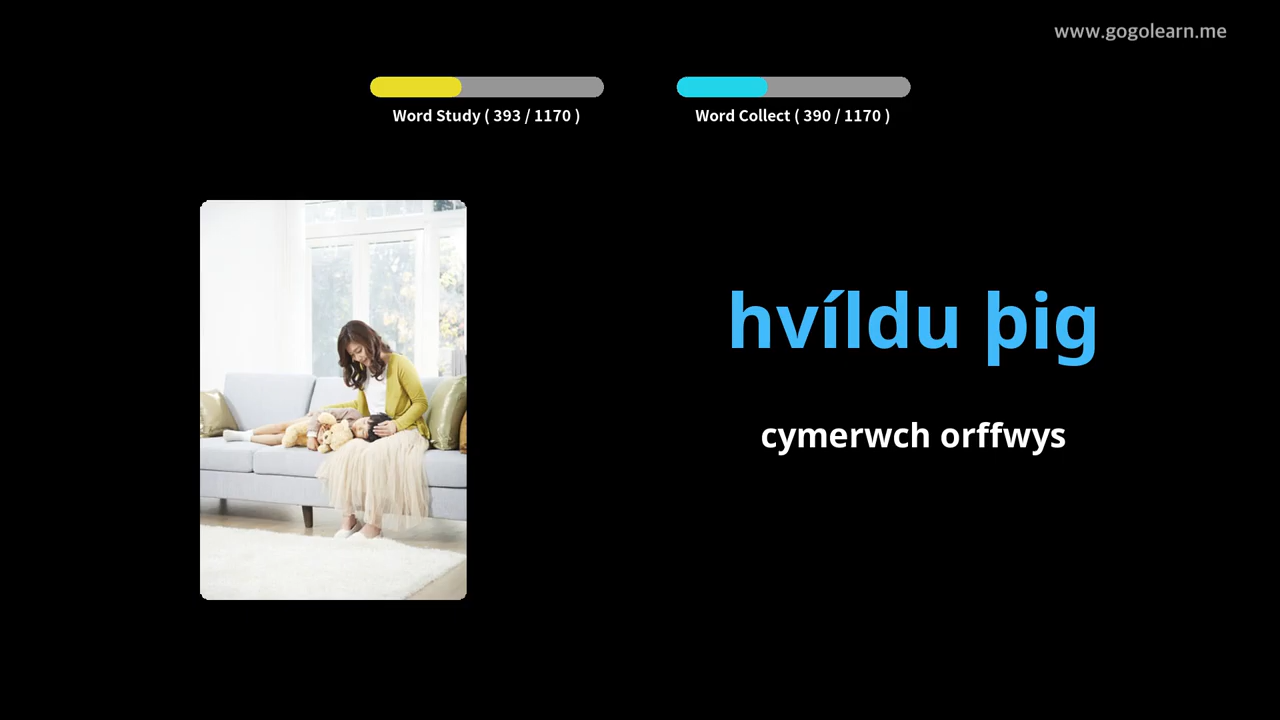 www.gogolearn.me
Word Study ( 393 / 1170 )
Word Collect ( 390 / 1170 )
hvíldu þig
cymerwch orffwys